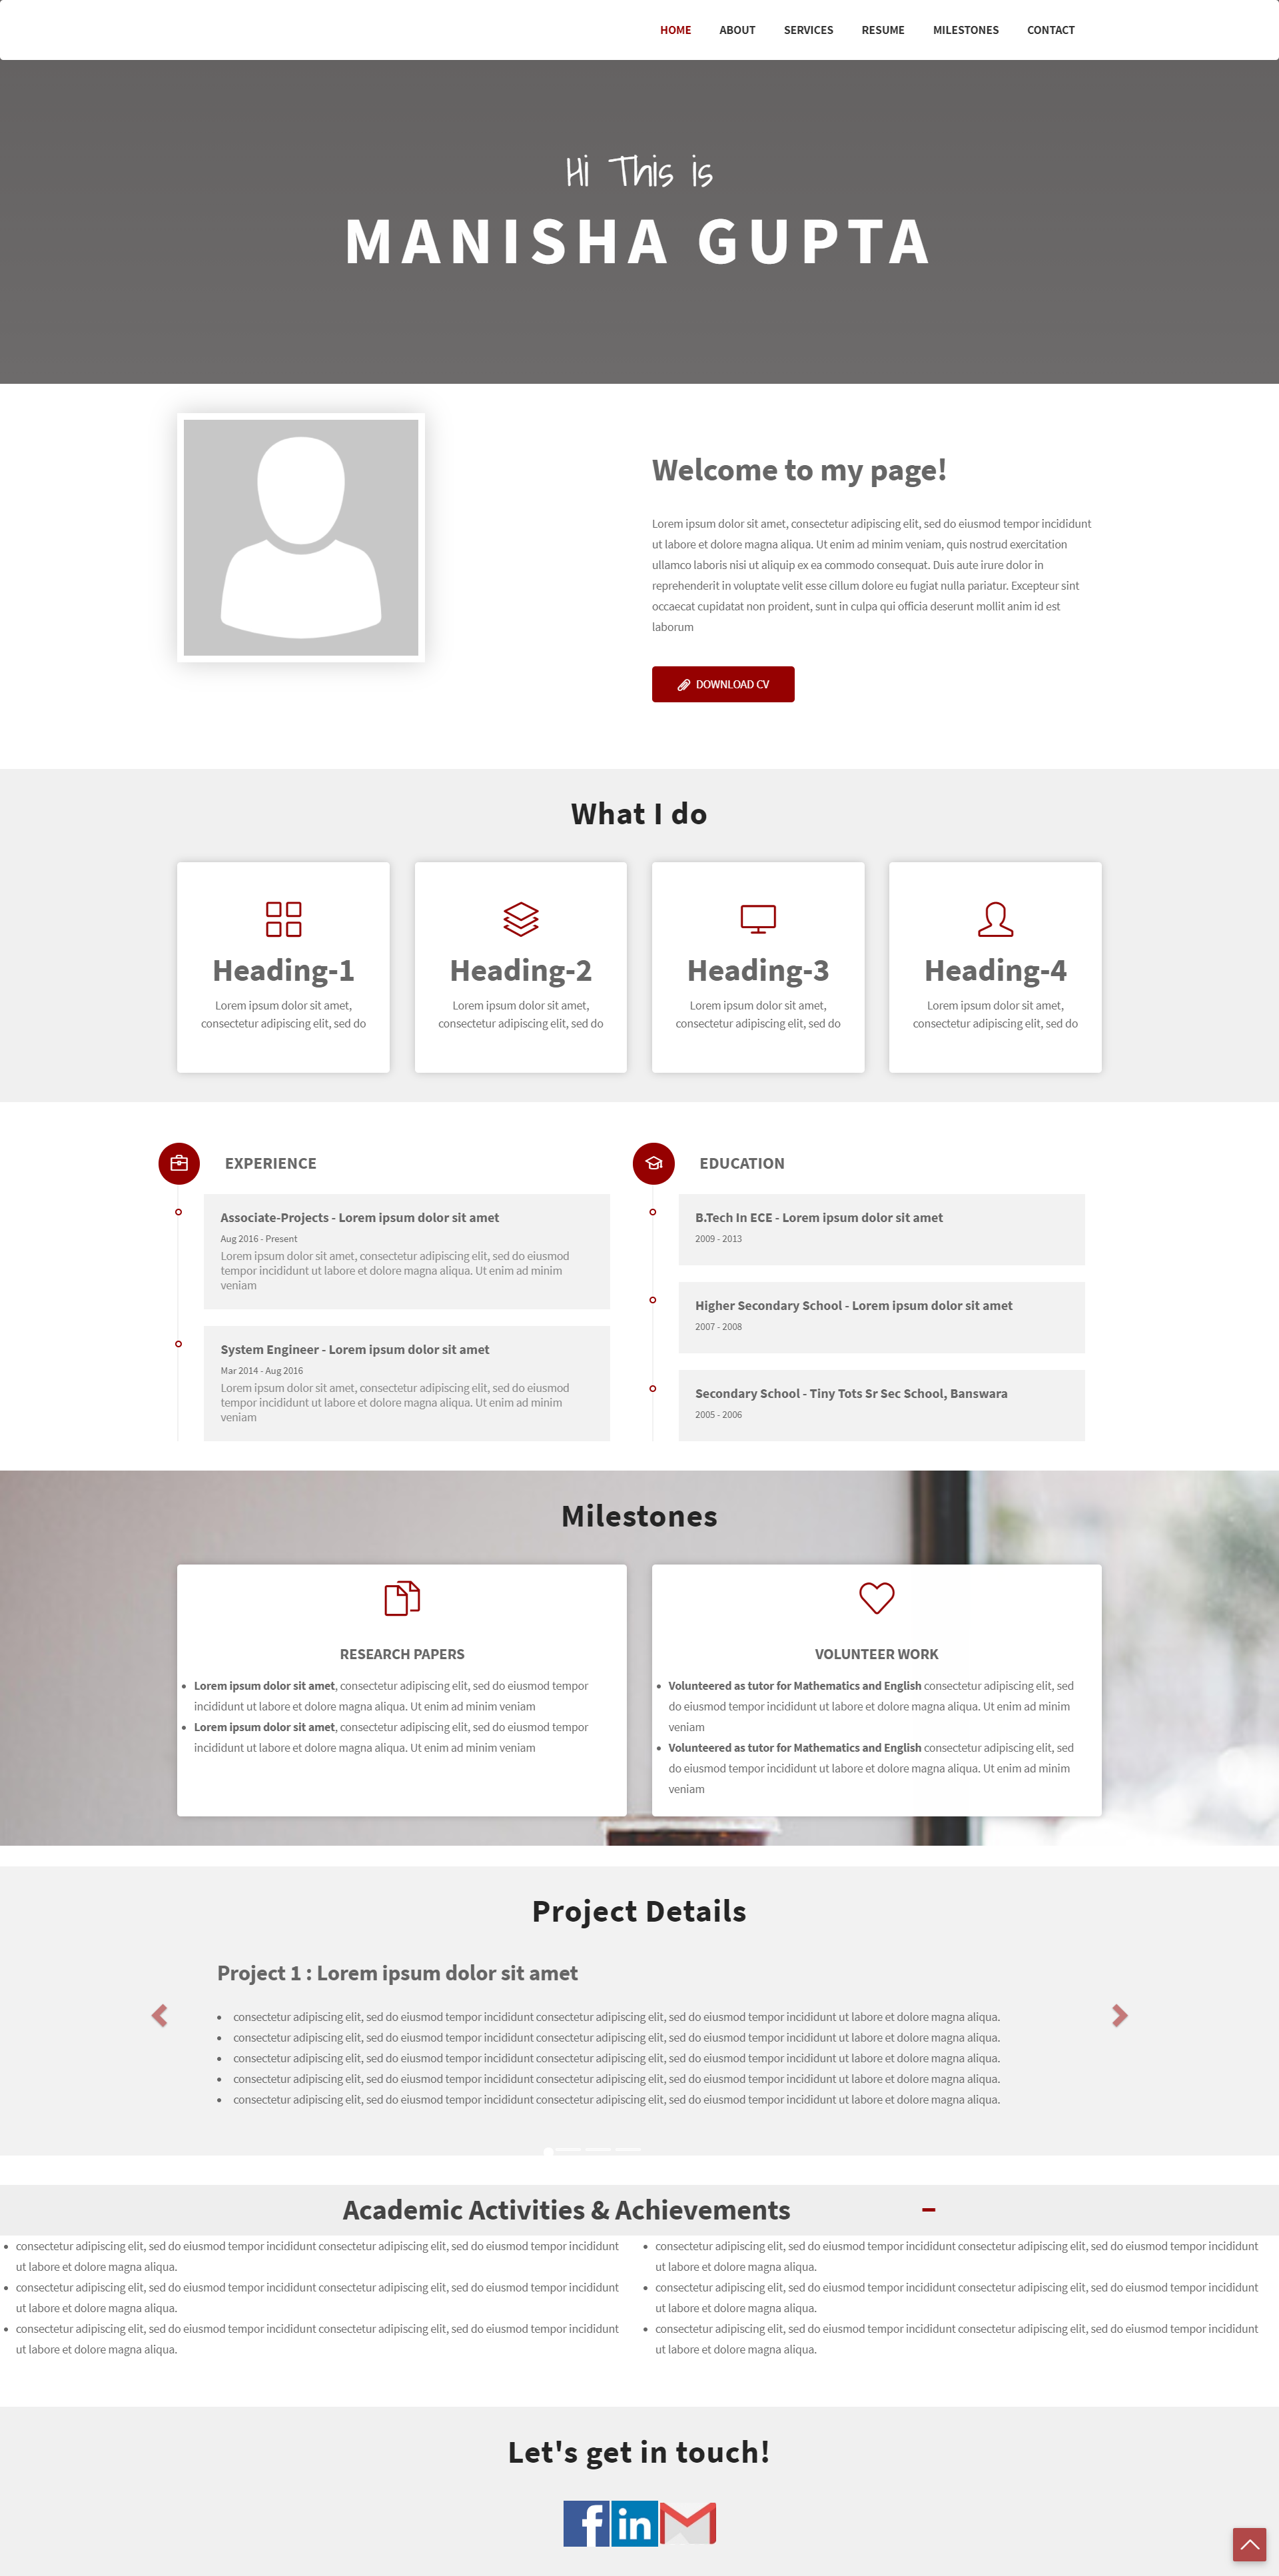 HOME ABOUT SERVICES RESUME MILESTONES CONTACT
Hi This is
MANISHA GUPTA
Welcome to my page!
Lorem ipsum dolor sit amet, consectetur adipiscing elit, sed do eiusmod tempor incididunt
ut labore et dolore magna aliqua. Ut enim ad minim veniam, quis nostrud exercitation
ullamco laboris nisi ut aliquip ex ea commodo consequat. Duis aute irure dolor in
reprehenderit in voluptate velit esse cillum dolore eu fugiat nulla pariatur. Excepteur sint
occaecat cupidatat non proident, sunt in culpa qui officia deserunt mollit anim id est
laborum
DOWNLOAD CV
What I do
Heading-1
Lorem ipsum dolor sit amet,
consectetur adipiscing elit, sed do
Heading-2
Lorem ipsum dolor sit amet,
consectetur adipiscing elit, sed do
Heading-3
Lorem ipsum dolor sit amet,
consectetur adipiscing elit, sed do
Heading-4
Lorem ipsum dolor sit amet,
consectetur adipiscing elit, sed do
EXPERIENCE
Associate-Projects - Lorem ipsum dolor sit amet
Aug 2016 - Present
Lorem ipsum dolor sit amet, consectetur adipiscing elit, sed do eiusmod
tempor incididunt ut labore et dolore magna aliqua. Ut enim ad minim
veniam
System Engineer - Lorem ipsum dolor sit amet
Mar 2014 - Aug 2016
Lorem ipsum dolor sit amet, consectetur adipiscing elit, sed do eiusmod
tempor incididunt ut labore et dolore magna aliqua. Ut enim ad minim
veniam
EDUCATION
B.Tech In ECE - Lorem ipsum dolor sit amet
2009 - 2013
Higher Secondary School - Lorem ipsum dolor sit amet
2007 - 2008
Secondary School - Tiny Tots Sr Sec School, Banswara
2005 - 2006
Milestones
RESEARCH PAPERS
• Lorem ipsum dolor sit amet, consectetur adipiscing elit, sed do eiusmod tempor
incididunt ut labore et dolore magna aliqua. Ut enim ad minim veniam
• Lorem ipsum dolor sit amet, consectetur adipiscing elit, sed do eiusmod tempor
incididunt ut labore et dolore magna aliqua. Ut enim ad minim veniam
VOLUNTEER WORK
• Volunteered as tutor for Mathematics and English consectetur adipiscing elit, sed
do eiusmod tempor incididunt ut labore et dolore magna aliqua. Ut enim ad minim
veniam
• Volunteered as tutor for Mathematics and English consectetur adipiscing elit, sed
do eiusmod tempor incididunt ut labore et dolore magna aliqua. Ut enim ad minim
veniam
Project Details
Project 1 : Lorem ipsum dolor sit amet
• consectetur adipiscing elit, sed do eiusmod tempor incididunt consectetur adipiscing elit, sed do eiusmod tempor incididunt ut labore et dolore magna aliqua.
• consectetur adipiscing elit, sed do eiusmod tempor incididunt consectetur adipiscing elit, sed do eiusmod tempor incididunt ut labore et dolore magna aliqua.
• consectetur adipiscing elit, sed do eiusmod tempor incididunt consectetur adipiscing elit, sed do eiusmod tempor incididunt ut labore et dolore magna aliqua.
• consectetur adipiscing elit, sed do eiusmod tempor incididunt consectetur adipiscing elit, sed do eiusmod tempor incididunt ut labore et dolore magna aliqua.
• consectetur adipiscing elit, sed do eiusmod tempor incididunt consectetur adipiscing elit, sed do eiusmod tempor incididunt ut labore et dolore magna aliqua.
Academic Activities & Achievements
• consectetur adipiscing elit, sed do eiusmod tempor incididunt consectetur adipiscing elit, sed do eiusmod tempor incididunt
ut labore et dolore magna aliqua.
• consectetur adipiscing elit, sed do eiusmod tempor incididunt consectetur adipiscing elit, sed do eiusmod tempor incididunt
ut labore et dolore magna aliqua.
• consectetur adipiscing elit, sed do eiusmod tempor incididunt consectetur adipiscing elit, sed do eiusmod tempor incididunt
ut labore et dolore magna aliqua.
• consectetur adipiscing elit, sed do eiusmod tempor incididunt consectetur adipiscing elit, sed do eiusmod tempor incididunt
ut labore et dolore magna aliqua.
• consectetur adipiscing elit, sed do eiusmod tempor incididunt consectetur adipiscing elit, sed do eiusmod tempor incididunt
ut labore et dolore magna aliqua.
• consectetur adipiscing elit, sed do eiusmod tempor incididunt consectetur adipiscing elit, sed do eiusmod tempor incididunt
ut labore et dolore magna aliqua.
Let's get in touch!
f in M